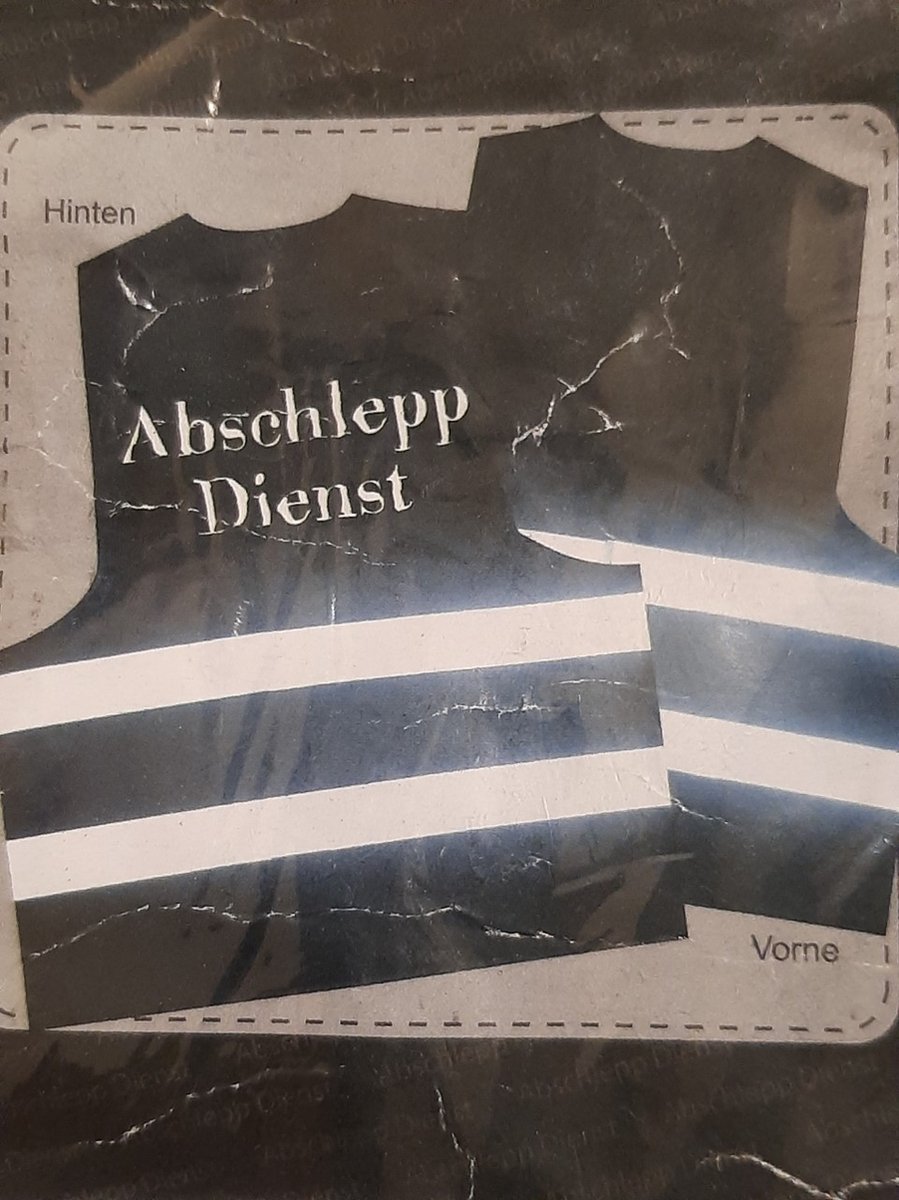 Hinten
Abschlepp
Dienst
Vorne